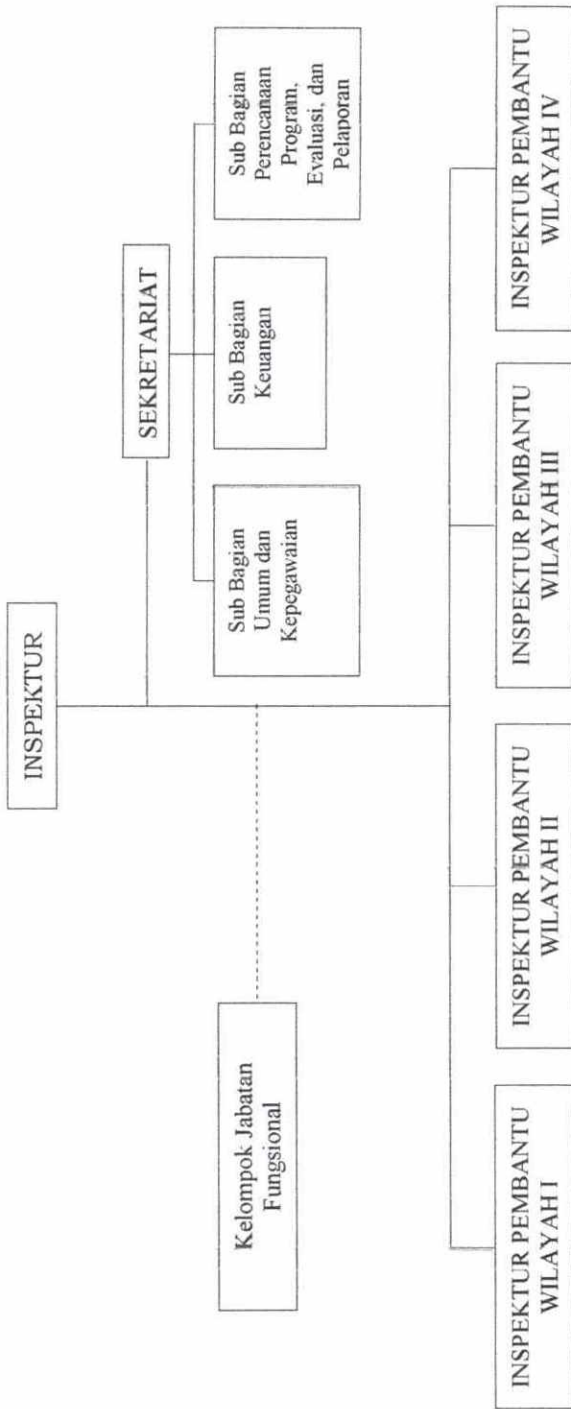 INSPEKTUR
SEKRETARIAT
Sub Bagian
Umum dan
Kepegawaian
Sub Bagian
Keuangan
Sub Bagian
Perencanaan
Program,
Evaluasi, dan
Pelaporan
Kelompok Jabatan
Fungsional
INSPEKTUR PEMBANTU
WILAYAH I
INSPEKTUR PEMBANTU
WILAYAH II
INSPEKTUR PEMBANTU
WILAYAH III
INSPEKTUR PEMBANTU
WILAYAH IV